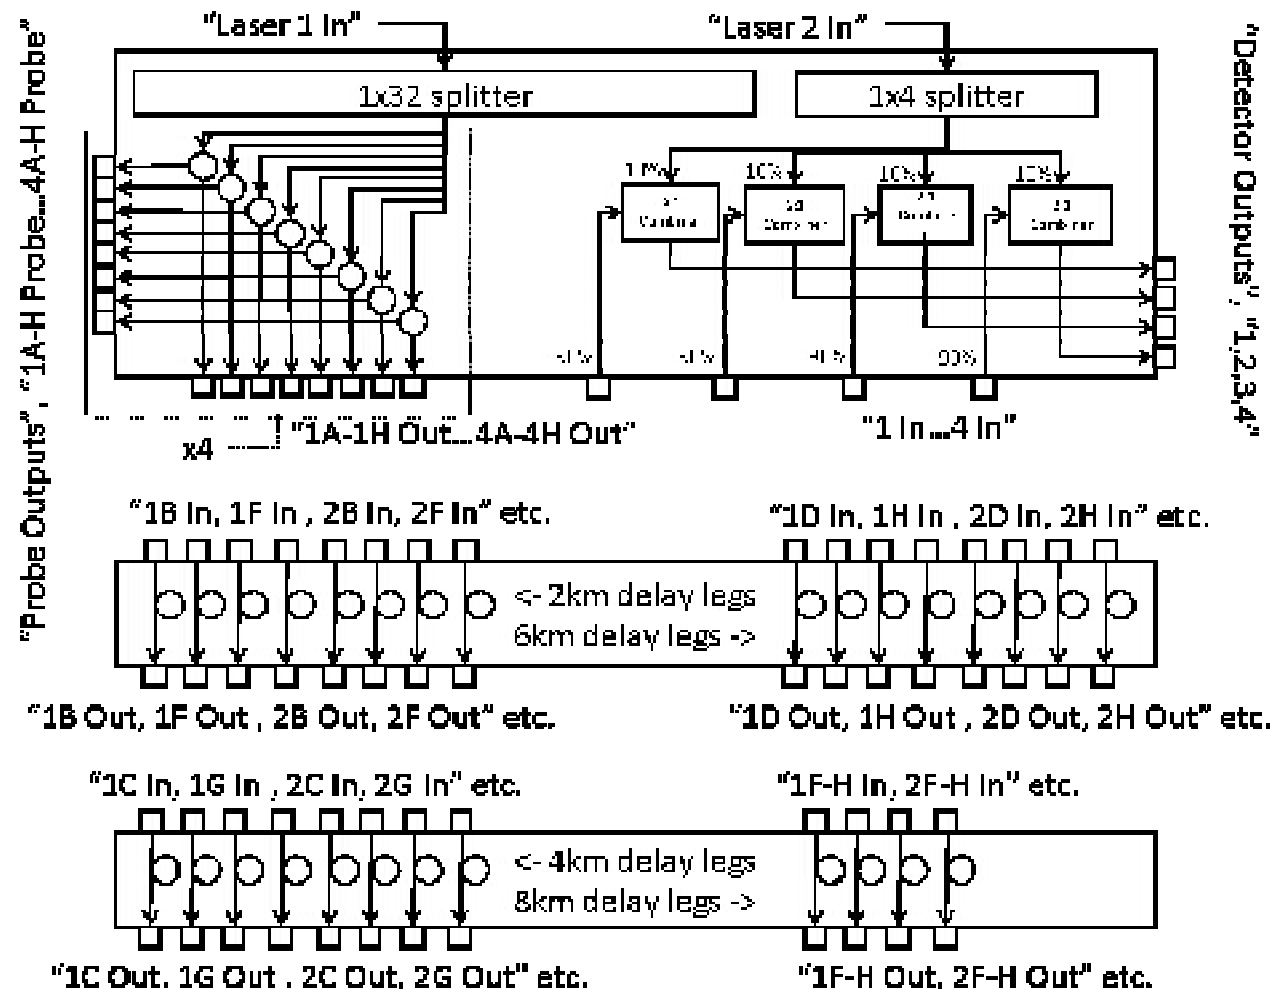 "Laser 1 In"
"Laser 2 In"
1x32 splitter
1x4 splitter
10%
10%
10%
Combiner
Combiner
Combiner
90%
"Probe Outputs", "1A-H Probe...4A-H Probe"
"Detector Outputs", "1,2,3,4"
"1A-1H Out...4A-4H Out"
"1 In...4 In"
x4
"1B In, 1F In , 2B In, 2F In" etc.
"1D In, 1H In , 2D In, 2H In" etc.
<- 2km delay legs
6km delay legs ->
"1B Out, 1F Out , 2B Out, 2F Out" etc.
"1D Out, 1H Out , 2D Out, 2H Out" etc.
"1C In, 1G In , 2C In, 2G In" etc.
"1F-H In, 2F-H In" etc.
<- 4km delay legs
8km delay legs ->
"1C Out, 1G Out , 2C Out, 2G Out" etc.
"1F-H Out, 2F-H Out" etc.